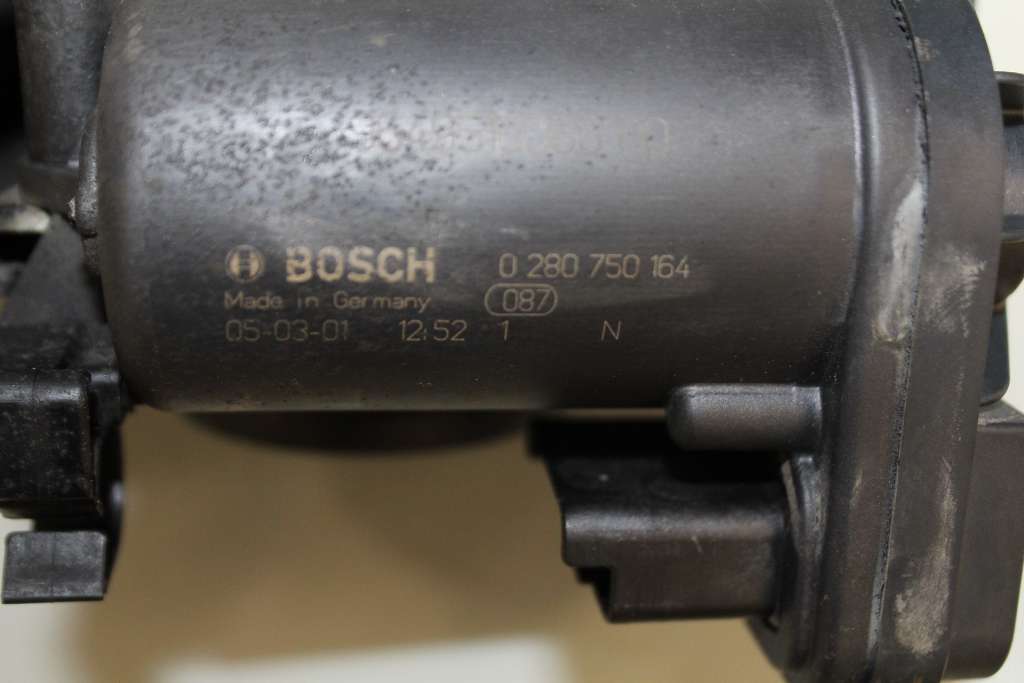 BOSCH 0 280 750 164
Made in Germany 087
05-03-01 12:52 1 N